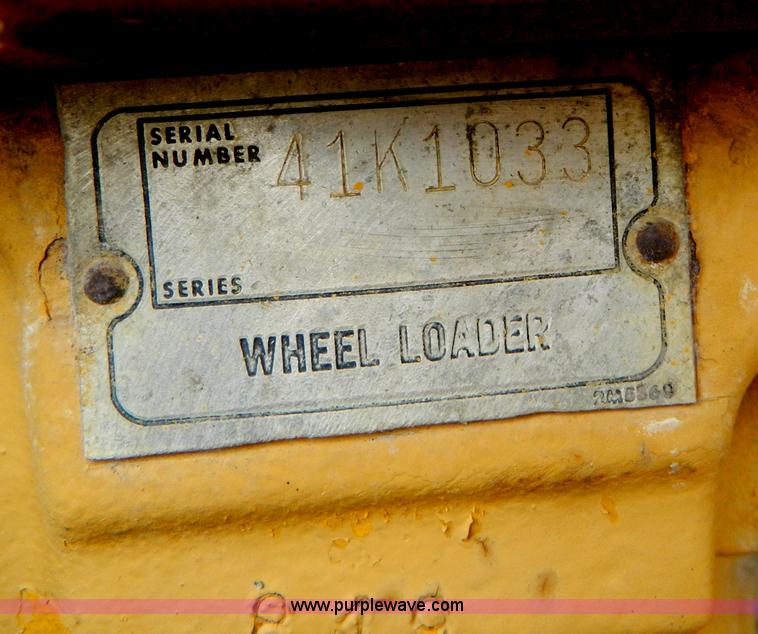 SERIAL
NUMBER 41K1033
SERIES
WHEEL LOADER
www.purplewave.com